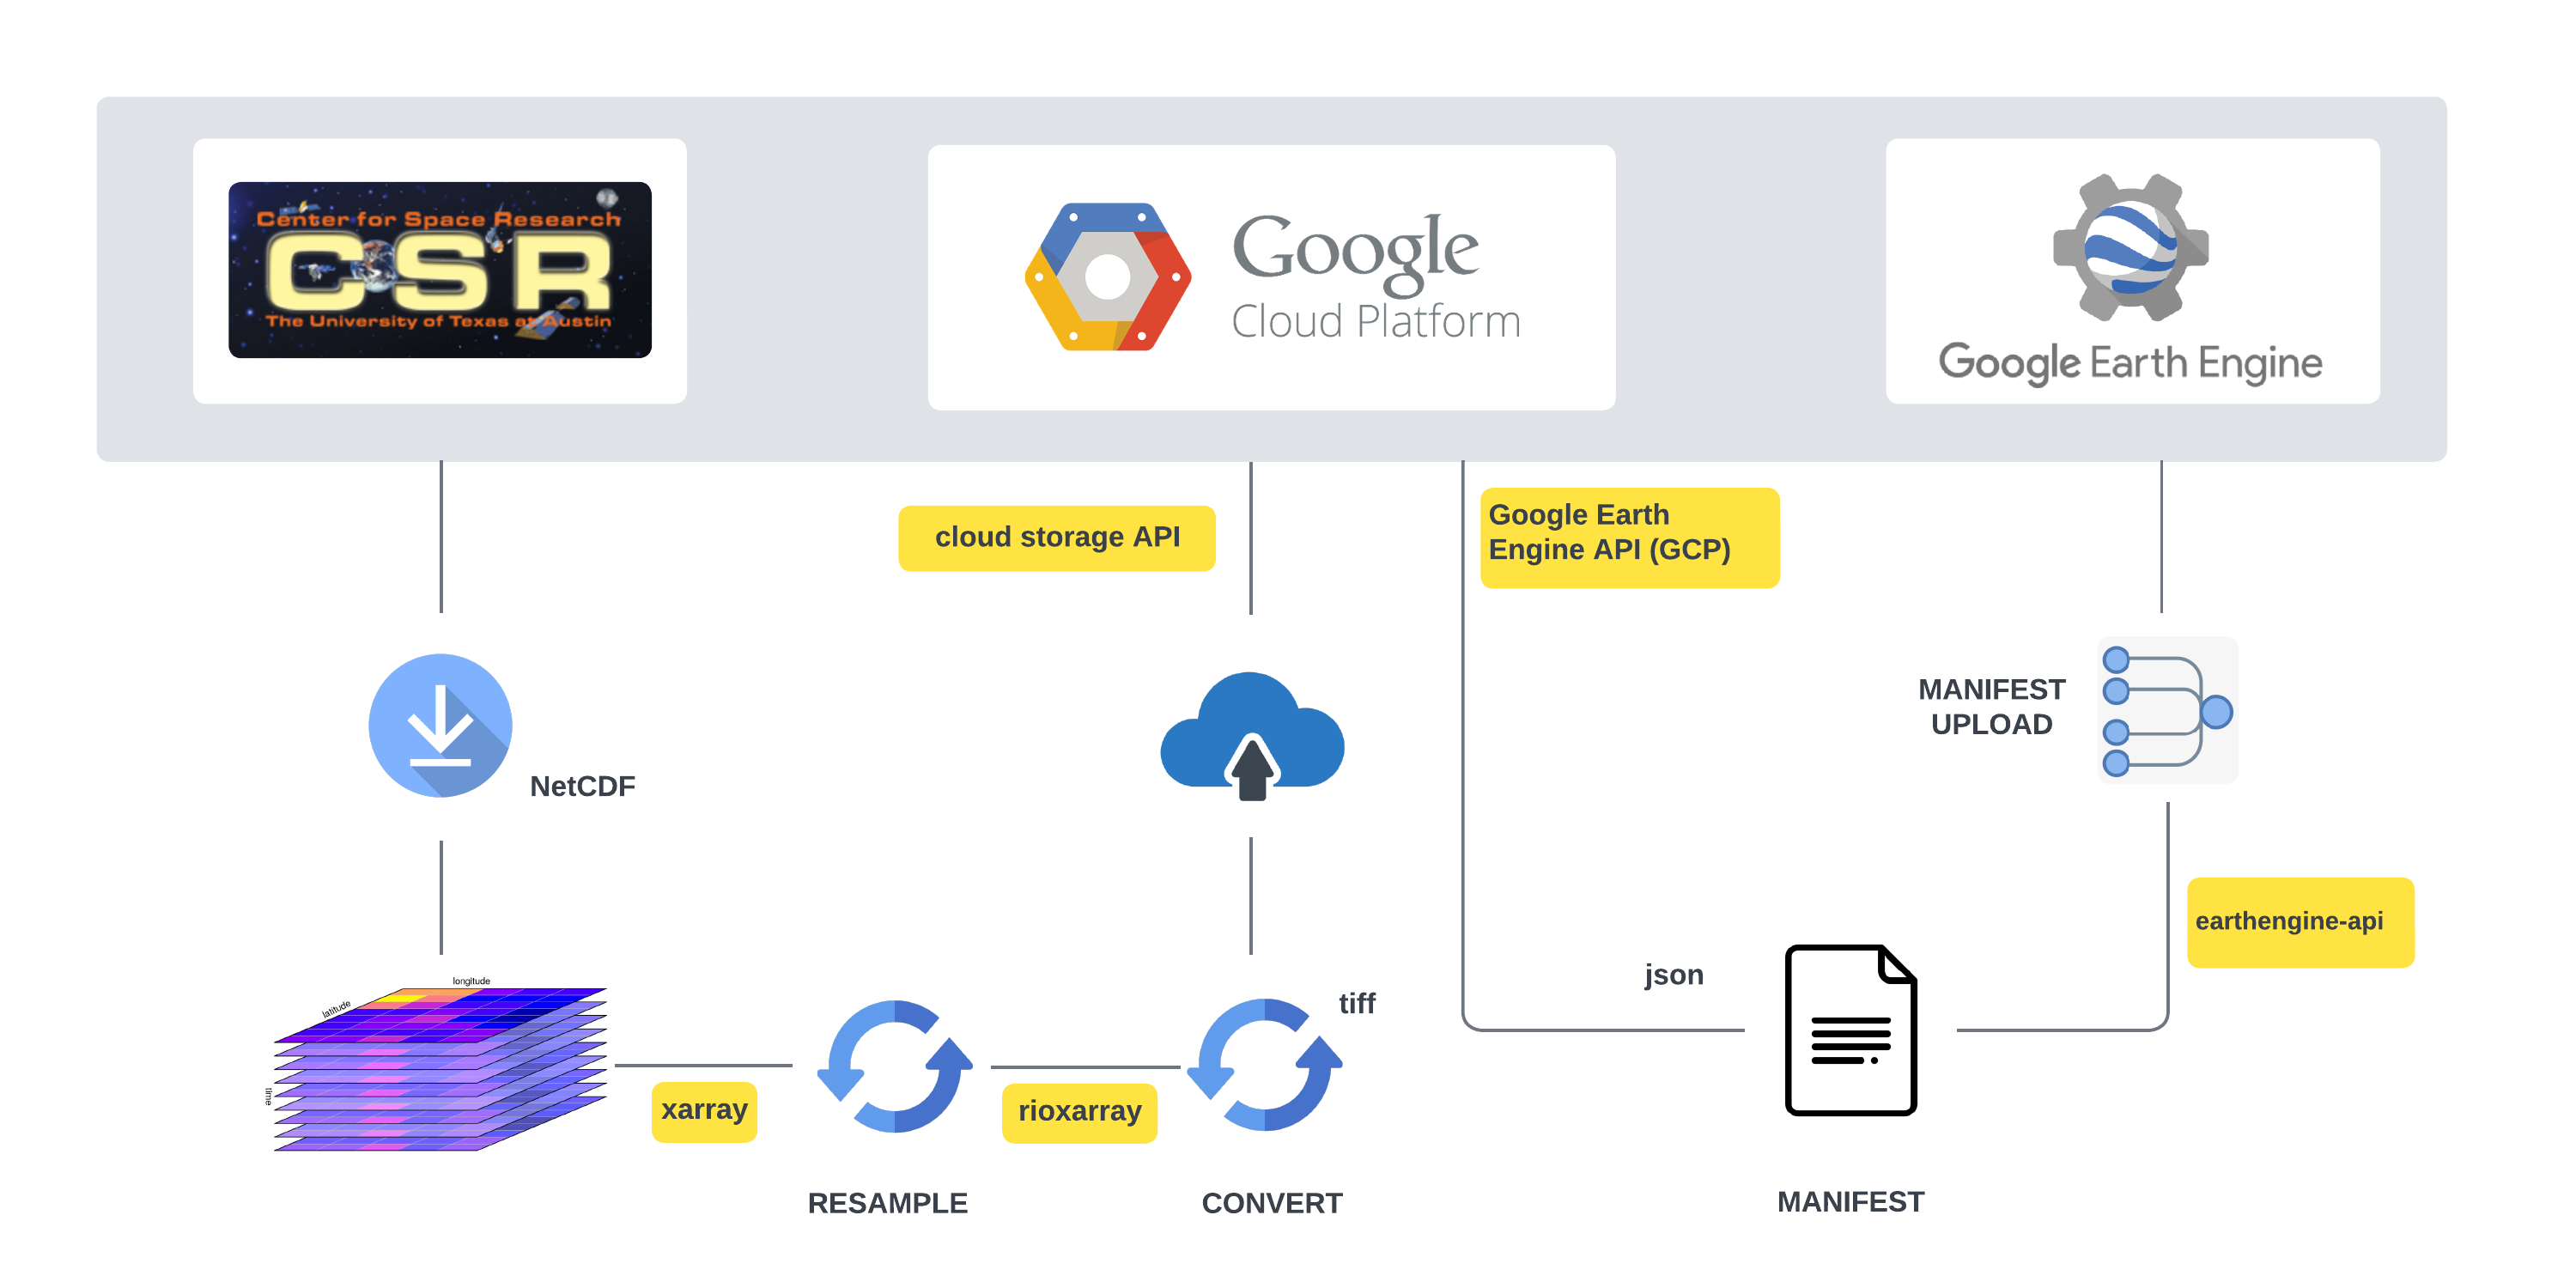 Center for Space Research
CSR
The University of Texas at Austin
Google
Cloud Platform
Google Earth Engine
cloud storage API
Google Earth
Engine API (GCP)
MANIFEST
UPLOAD
NetCDF
earthengine-api
json
tiff
longitude
latitude
time
xarray
rioxarray
RESAMPLE
CONVERT
MANIFEST